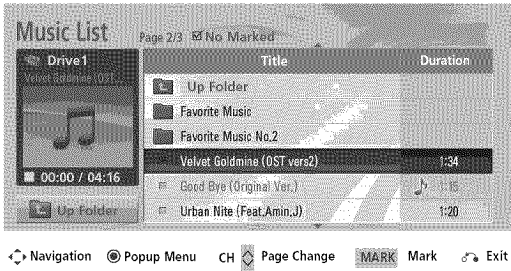 Music List
Page 2/3 ☑ No Marked
Drive1
Velvet Goldmine (OST
00:00 / 04:16
Up Folder
Title Duration
Up Folder
Favorite Music
Favorite Music No.2
Velvet Goldmine (OST vers2) 1:34
Good Bye (Original Ver.) 1:15
Urban Nite (Feat.Amin.J) 1:20
Navigation Popup Menu CH Page Change MARK Mark Exit